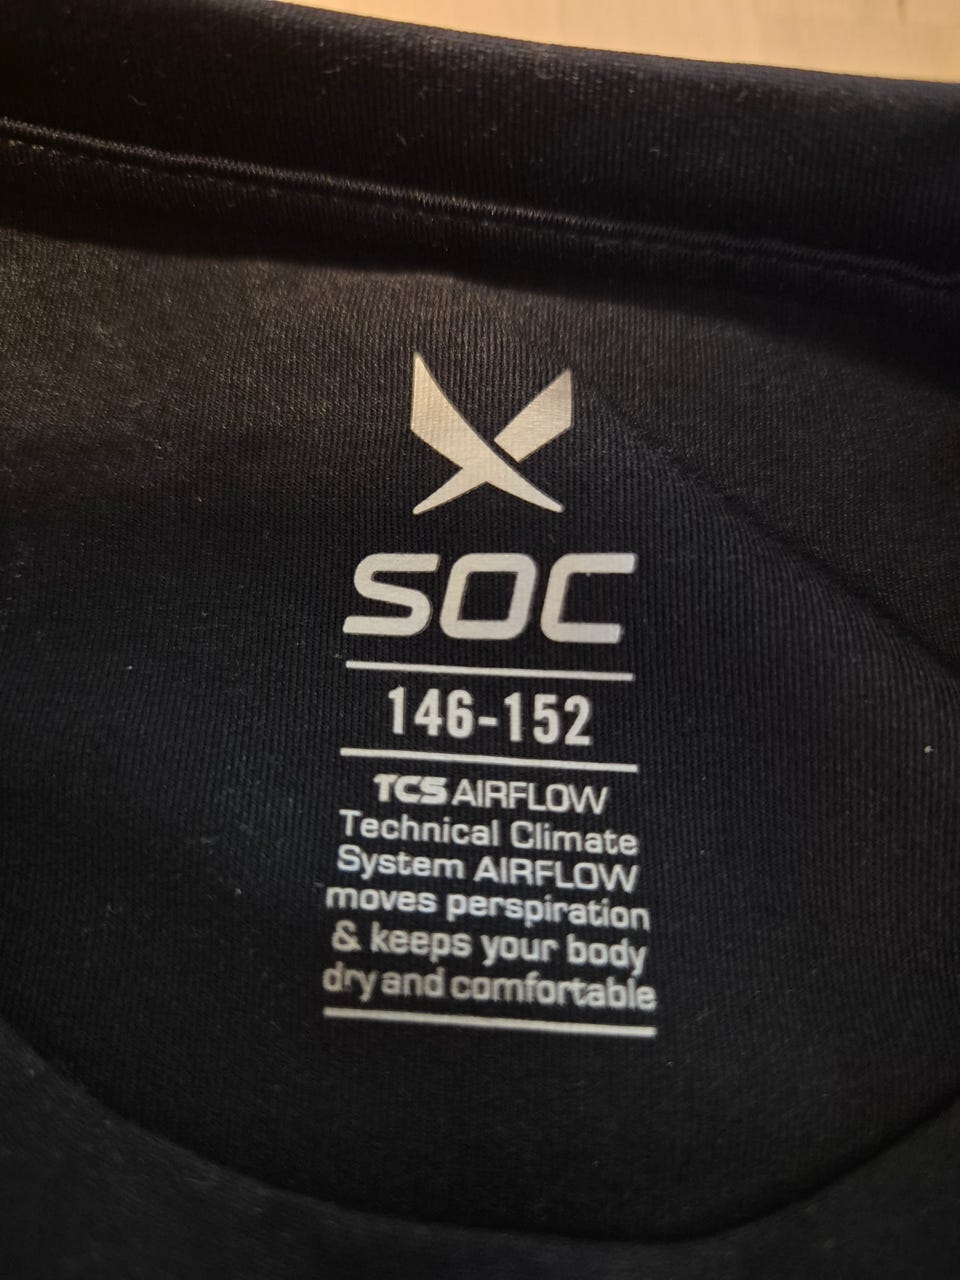 SOC
146-152
TCS AIRFLOW
Technical Climate
System AIRFLOW
moves perspiration
& keeps your body
dry and comfortable